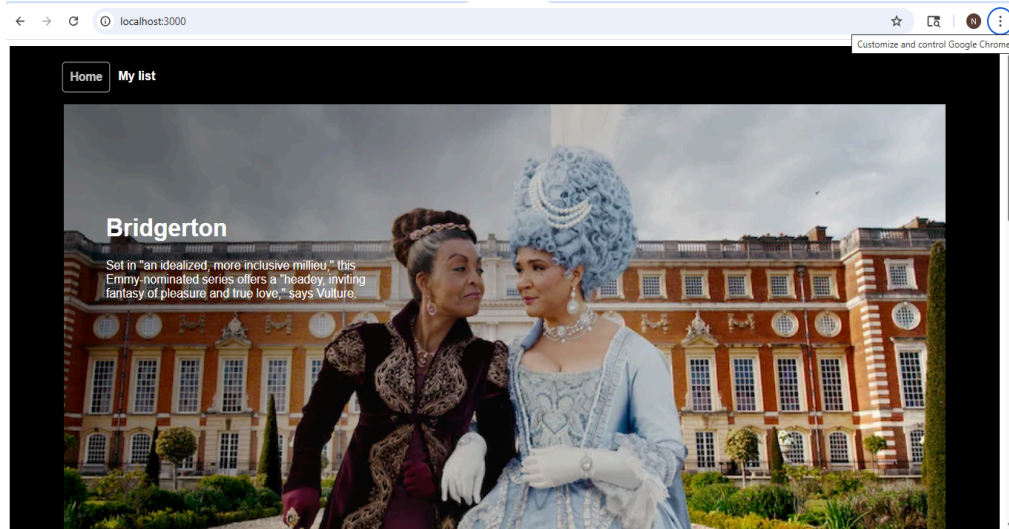 localhost:3000
N
Customize and control Google Chrome
Home
My list
Bridgerton
Set in "an idealized, more inclusive millieu," this
Emmy-nominated series offers a "headey, inviting
fantasy of pleasure and true love," says Vulture.